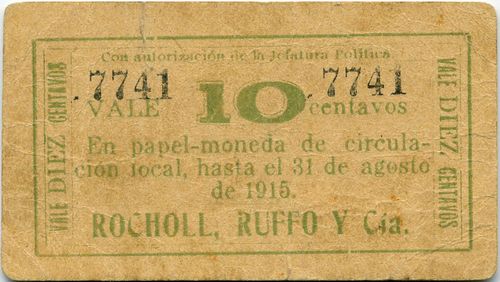 Con autorización de la Jefatura Política
.7741 .7741
VALE 10 centavos
En papel-moneda de circula-
ción local, hasta el 31 de agosto
de 1915.
ROCHOLL, RUFFO Y Cía.
VALE DIEZ CENTAVOS
VALE DIEZ CENTAVOS